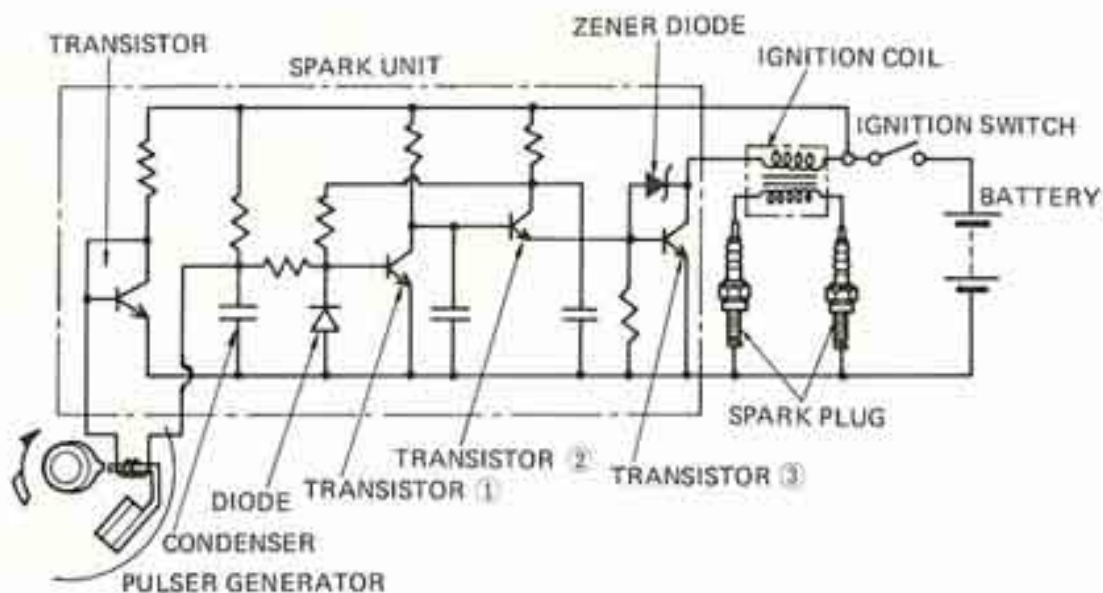 ZENER DIODE
TRANSISTOR
IGNITION COIL
SPARK UNIT
IGNITION SWITCH
BATTERY
SPARK PLUG
TRANSISTOR ②
TRANSISTOR ③
DIODE
TRANSISTOR ①
CONDENSER
PULSER GENERATOR